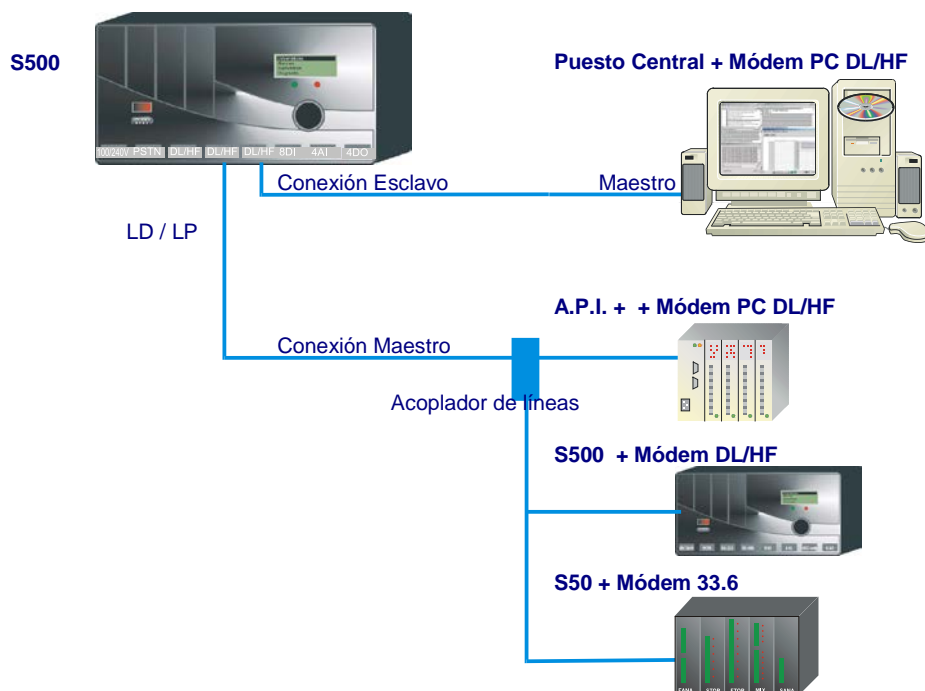 S500
Puesto Central + Módem PC DL/HF
100/240V PSTN DL/HF DL/HF DL/HF 8DI 4AI 4DO
Conexión Esclavo
Maestro
LD / LP
A.P.I. + + Módem PC DL/HF
Conexión Maestro
Acoplador de líneas
S500 + Módem DL/HF
S50 + Módem 33.6